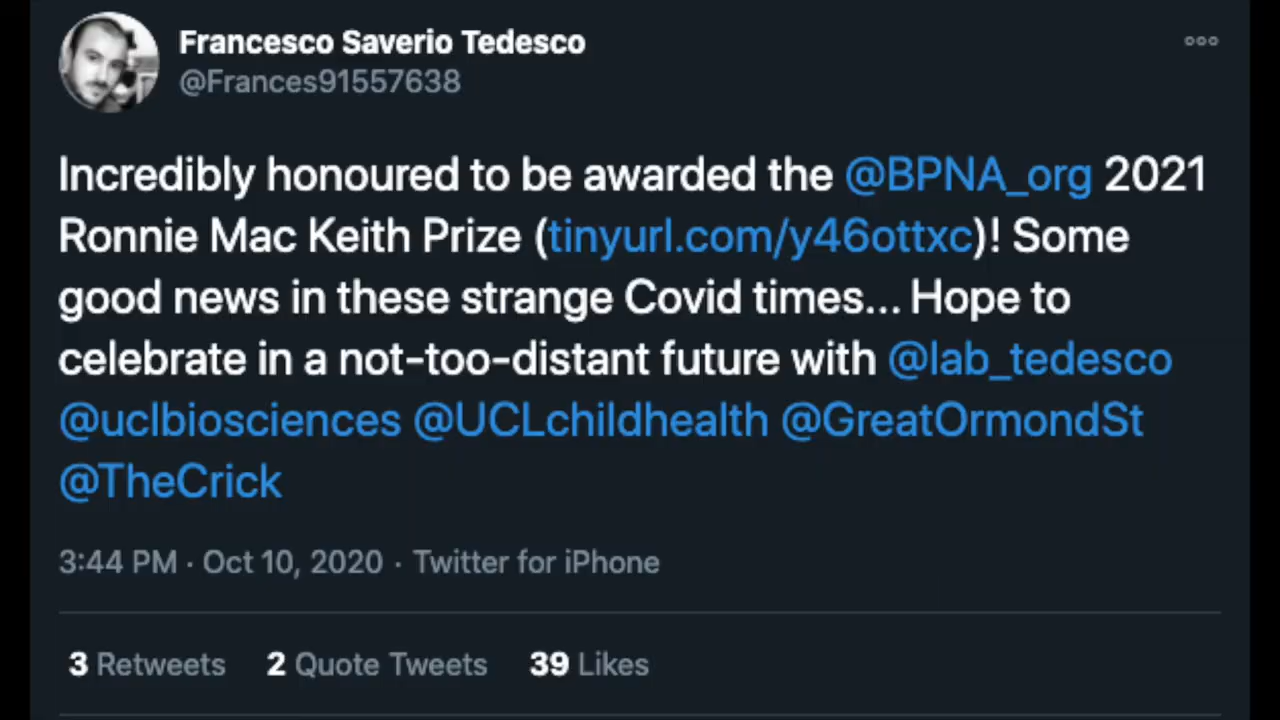 Francesco Saverio Tedesco
@Frances91557638
Incredibly honoured to be awarded the @BPNA_org 2021
Ronnie Mac Keith Prize (tinyurl.com/y46ottxc)! Some
good news in these strange Covid times... Hope to
celebrate in a not-too-distant future with @lab_tedesco
@uclbiosciences @UCLchildhealth @GreatOrmondSt
@TheCrick
3:44 PM · Oct 10, 2020 · Twitter for iPhone
3 Retweets 2 Quote Tweets 39 Likes